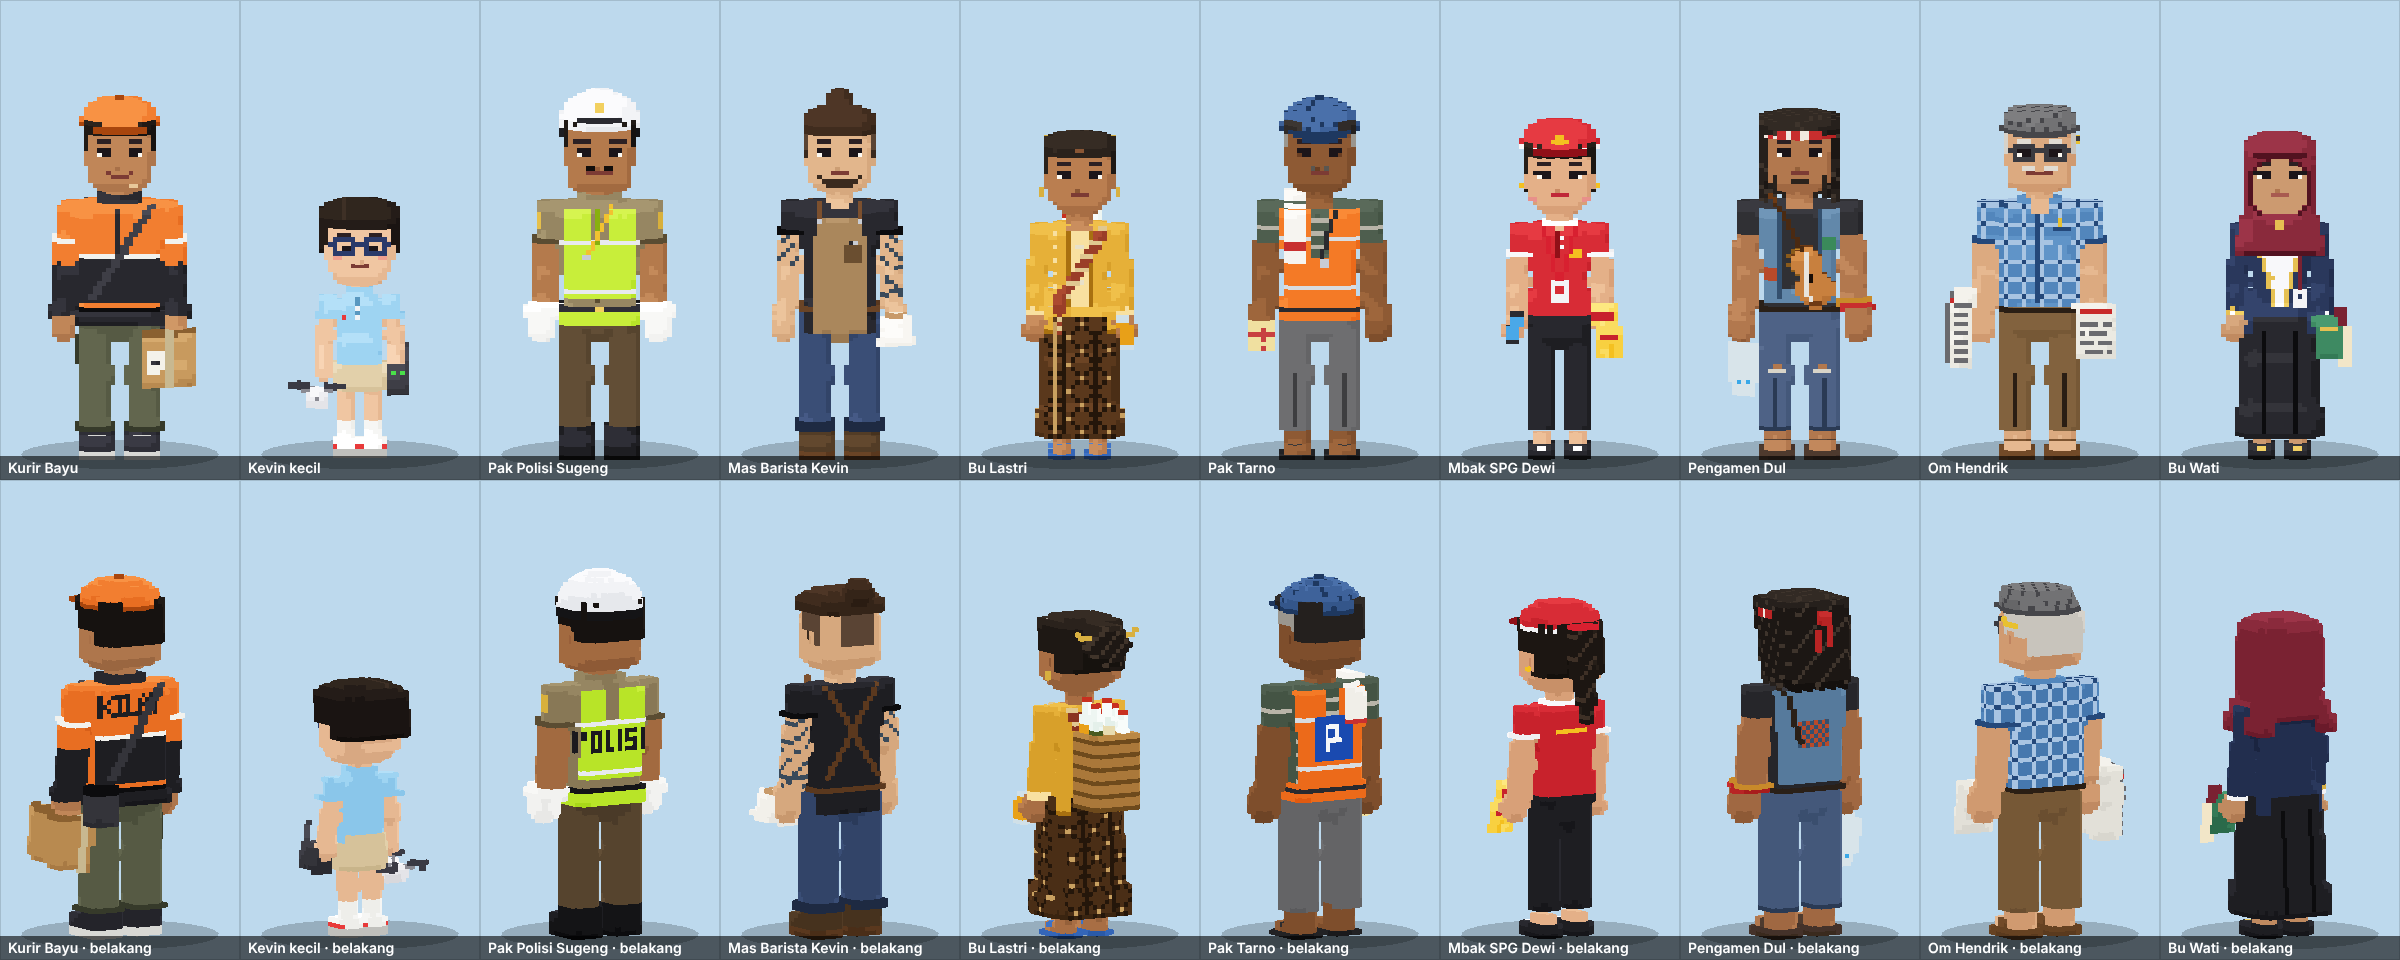 Kurir Bayu
Kevin kecil
Pak Polisi Sugeng
Mas Barista Kevin
Bu Lastri
Pak Tarno
Mbak SPG Dewi
Pengamen Dul
Om Hendrik
Bu Wati
P
Kurir Bayu · belakang
Kevin kecil · belakang
Pak Polisi Sugeng · belakang
Mas Barista Kevin · belakang
Bu Lastri · belakang
Pak Tarno · belakang
Mbak SPG Dewi · belakang
Pengamen Dul · belakang
Om Hendrik · belakang
Bu Wati · belakang